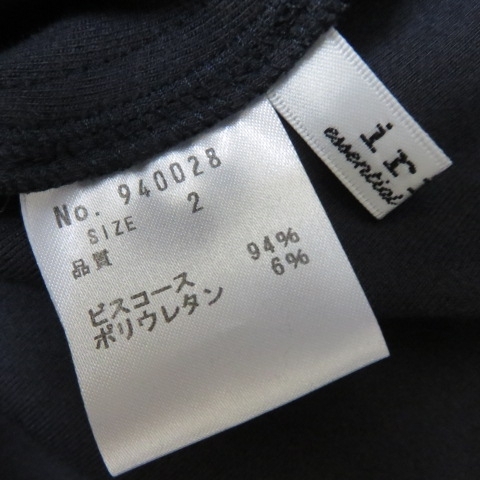 No. 940028
SIZE 2
品質
ビスコース 94%
ポリウレタン 6%
essential